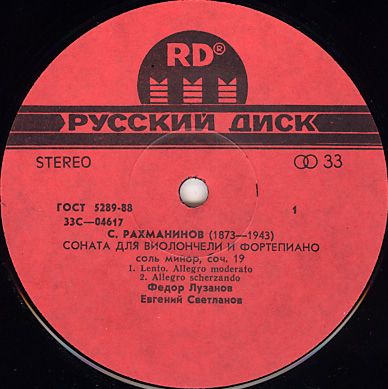 RD®
РУССКИЙ ДИСК
STEREO 33
ГОСТ 5289-88
33С—04617 1
С. РАХМАНИНОВ (1873—1943)
СОНАТА ДЛЯ ВИОЛОНЧЕЛИ И ФОРТЕПИАНО
соль минор, соч. 19
1. Lento. Allegro moderato
2. Allegro scherzando
Федор Лузанов
Евгений Светланов